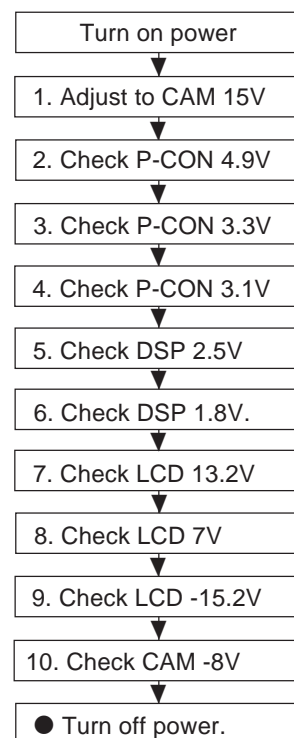 Turn on power
1. Adjust to CAM 15V
2. Check P-CON 4.9V
3. Check P-CON 3.3V
4. Check P-CON 3.1V
5. Check DSP 2.5V
6. Check DSP 1.8V.
7. Check LCD 13.2V
8. Check LCD 7V
9. Check LCD -15.2V
10. Check CAM -8V
● Turn off power.